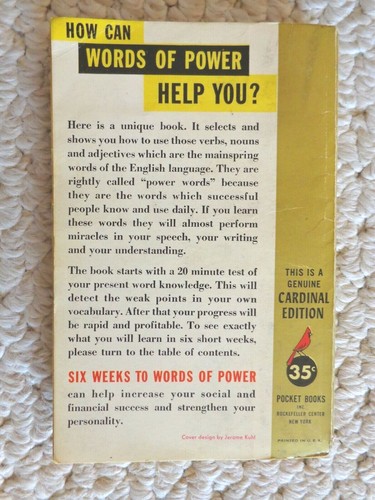 HOW CAN
WORDS OF POWER
HELP YOU?
Here is a unique book. It selects and
shows you how to use those verbs, nouns
and adjectives which are the mainspring
words of the English language. They are
rightly called “power words” because
they are the words which successful
people know and use daily. If you learn
these words they will almost perform
miracles in your speech, your writing
and your understanding.
The book starts with a 20 minute test of
your present word knowledge. This will
detect the weak points in your own
vocabulary. After that your progress will
be rapid and profitable. To see exactly
what you will learn in six short weeks,
please turn to the table of contents.
SIX WEEKS TO WORDS OF POWER
can help increase your social and
financial success and strengthen your
personality.
Cover design by Jerome Kuhl
THIS IS A
GENUINE
CARDINAL
EDITION
35¢
POCKET BOOKS
INC.
ROCKEFELLER CENTER
NEW YORK
PRINTED IN U.S.A.